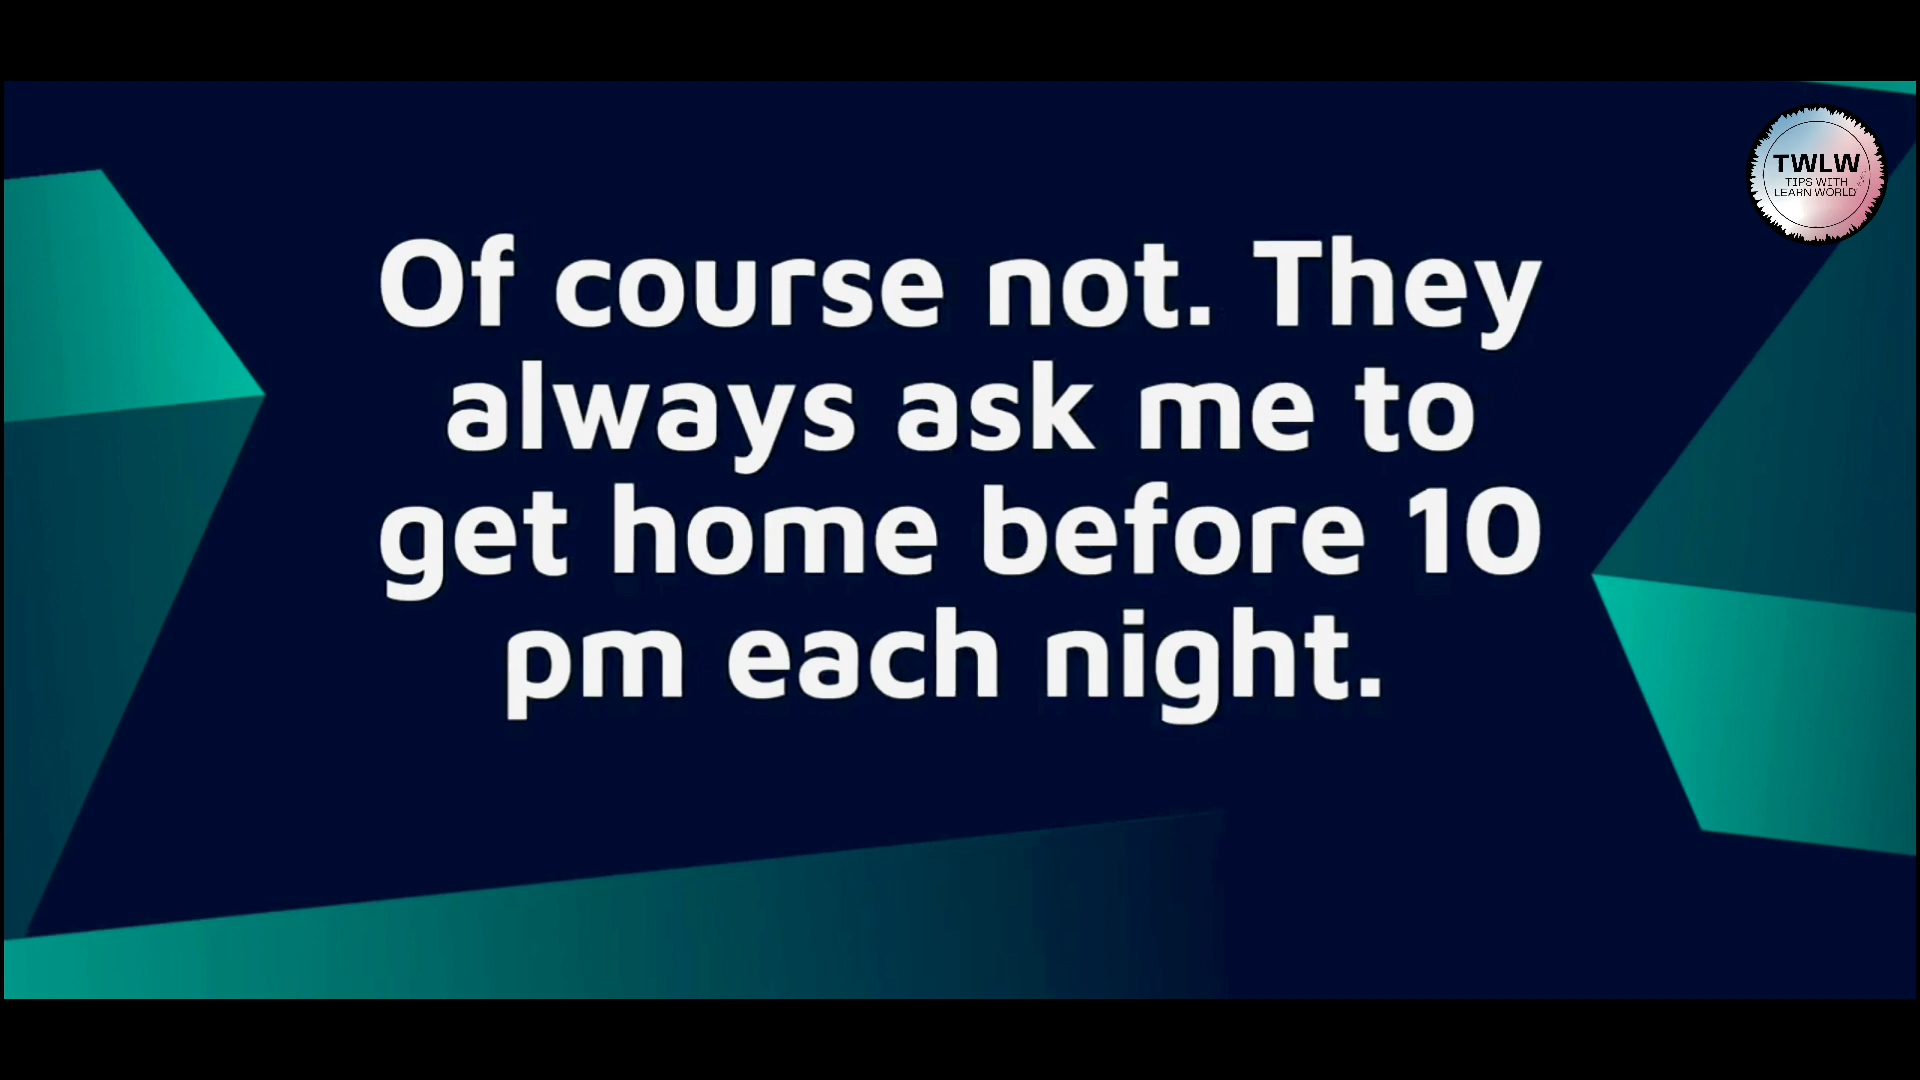 TWLW
TIPS WITH
LEARN WORLD
Of course not. They
always ask me to
get home before 10
pm each night.